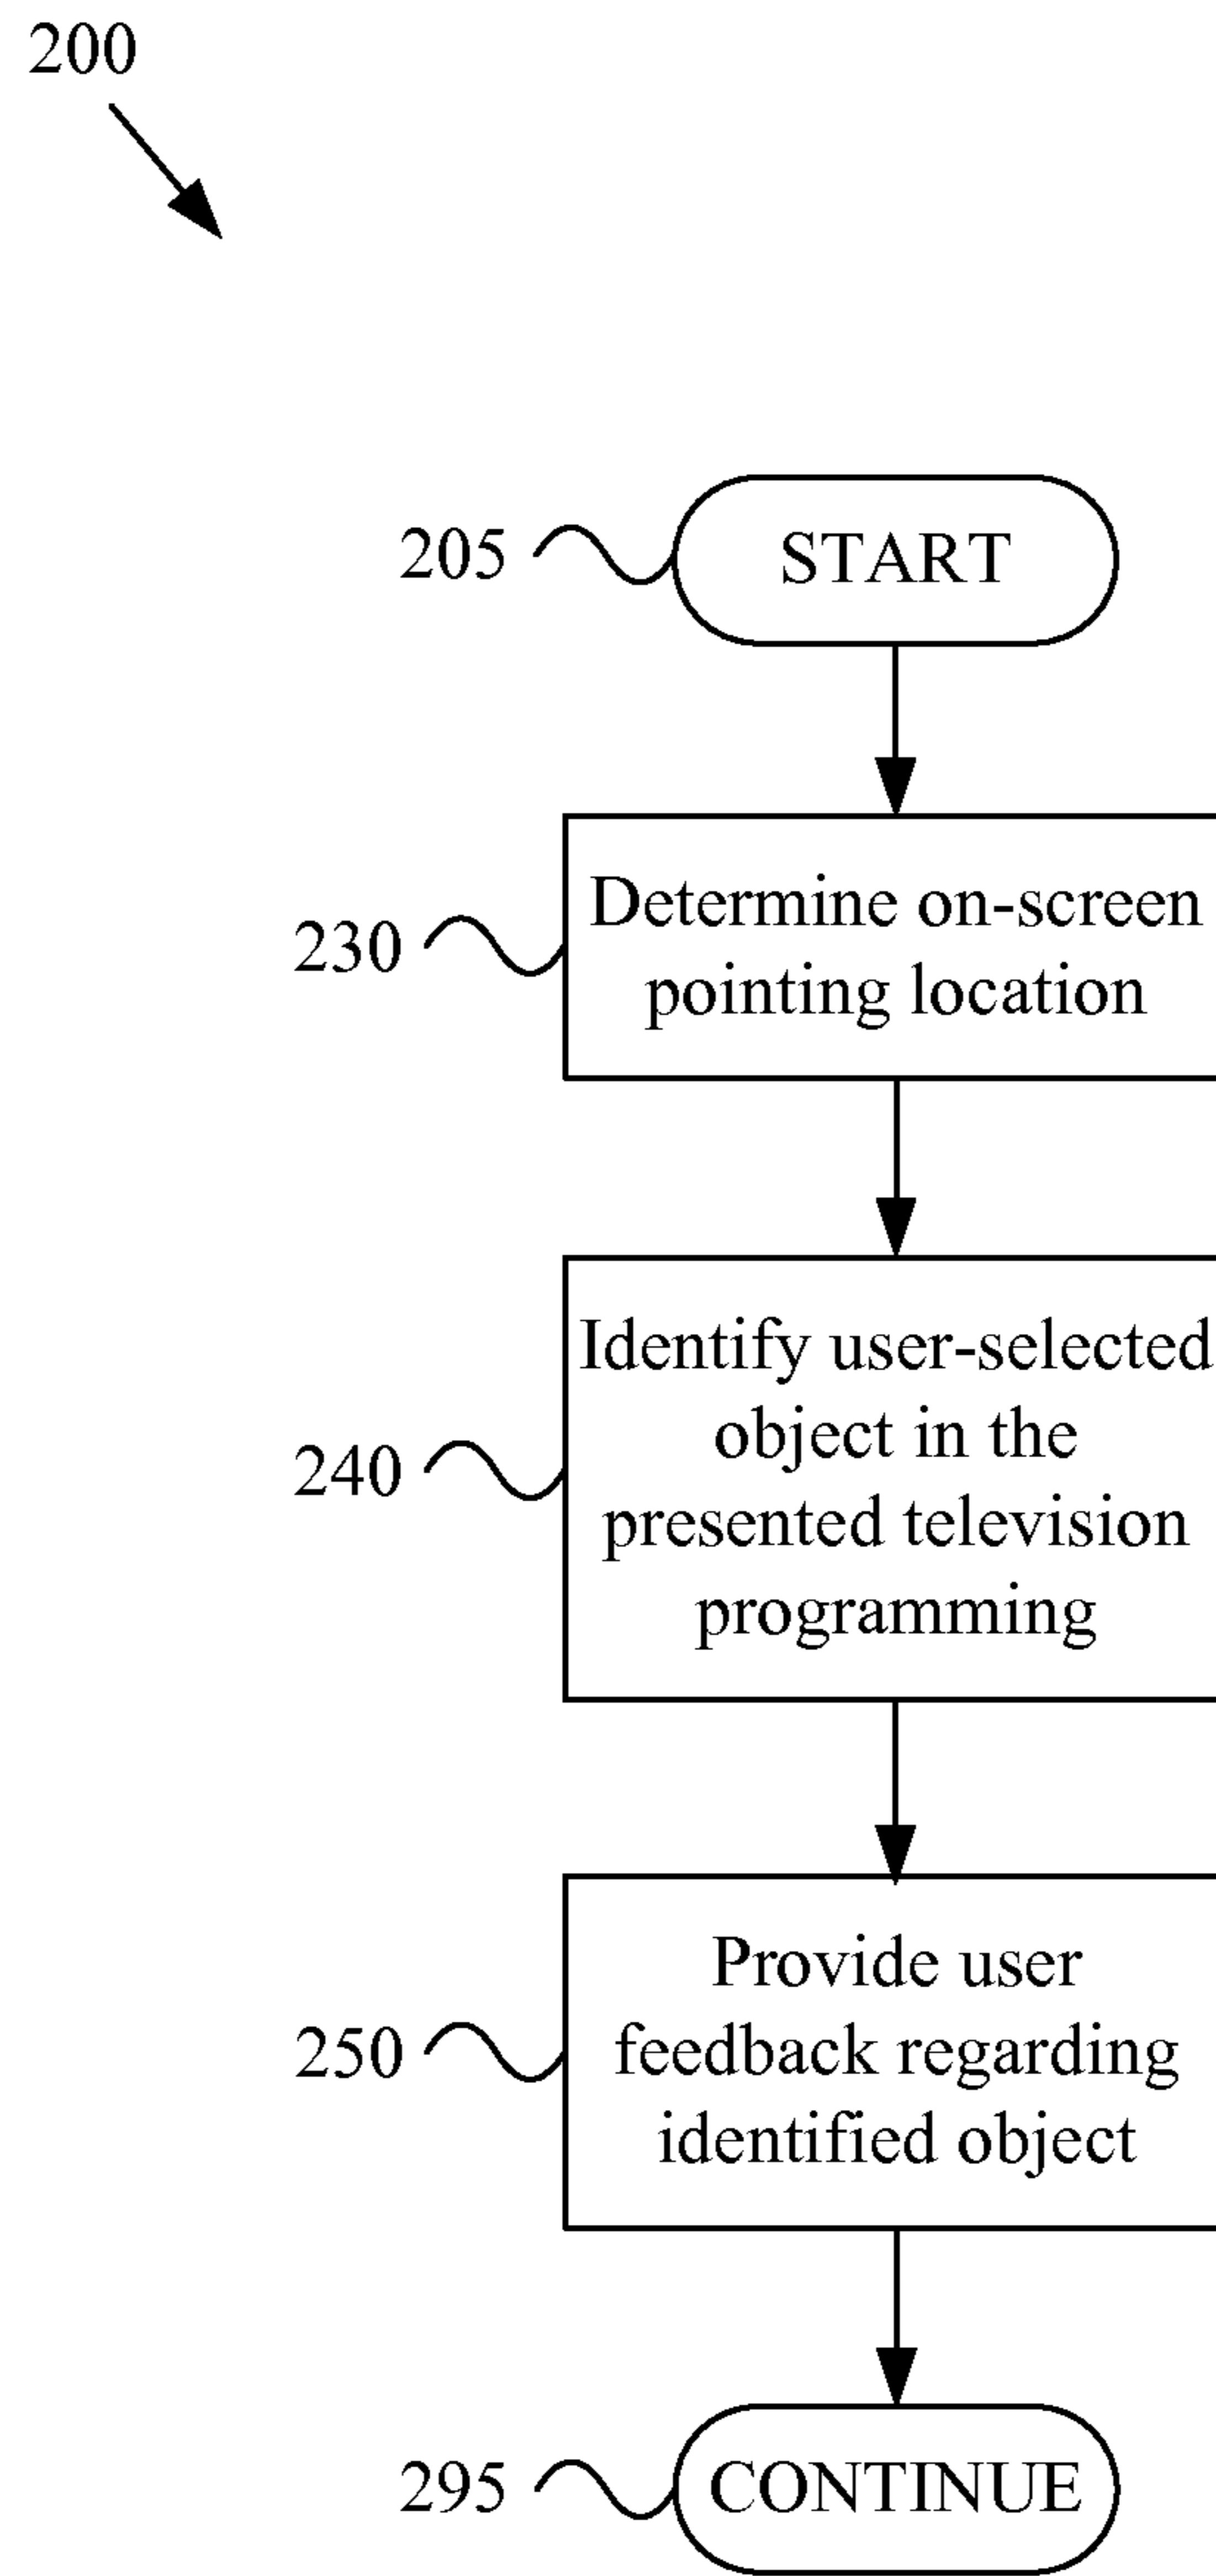 200
205
START
230
Determine on-screen
pointing location
240
Identify user-selected
object in the
presented television
programming
250
Provide user
feedback regarding
identified object
295
CONTINUE